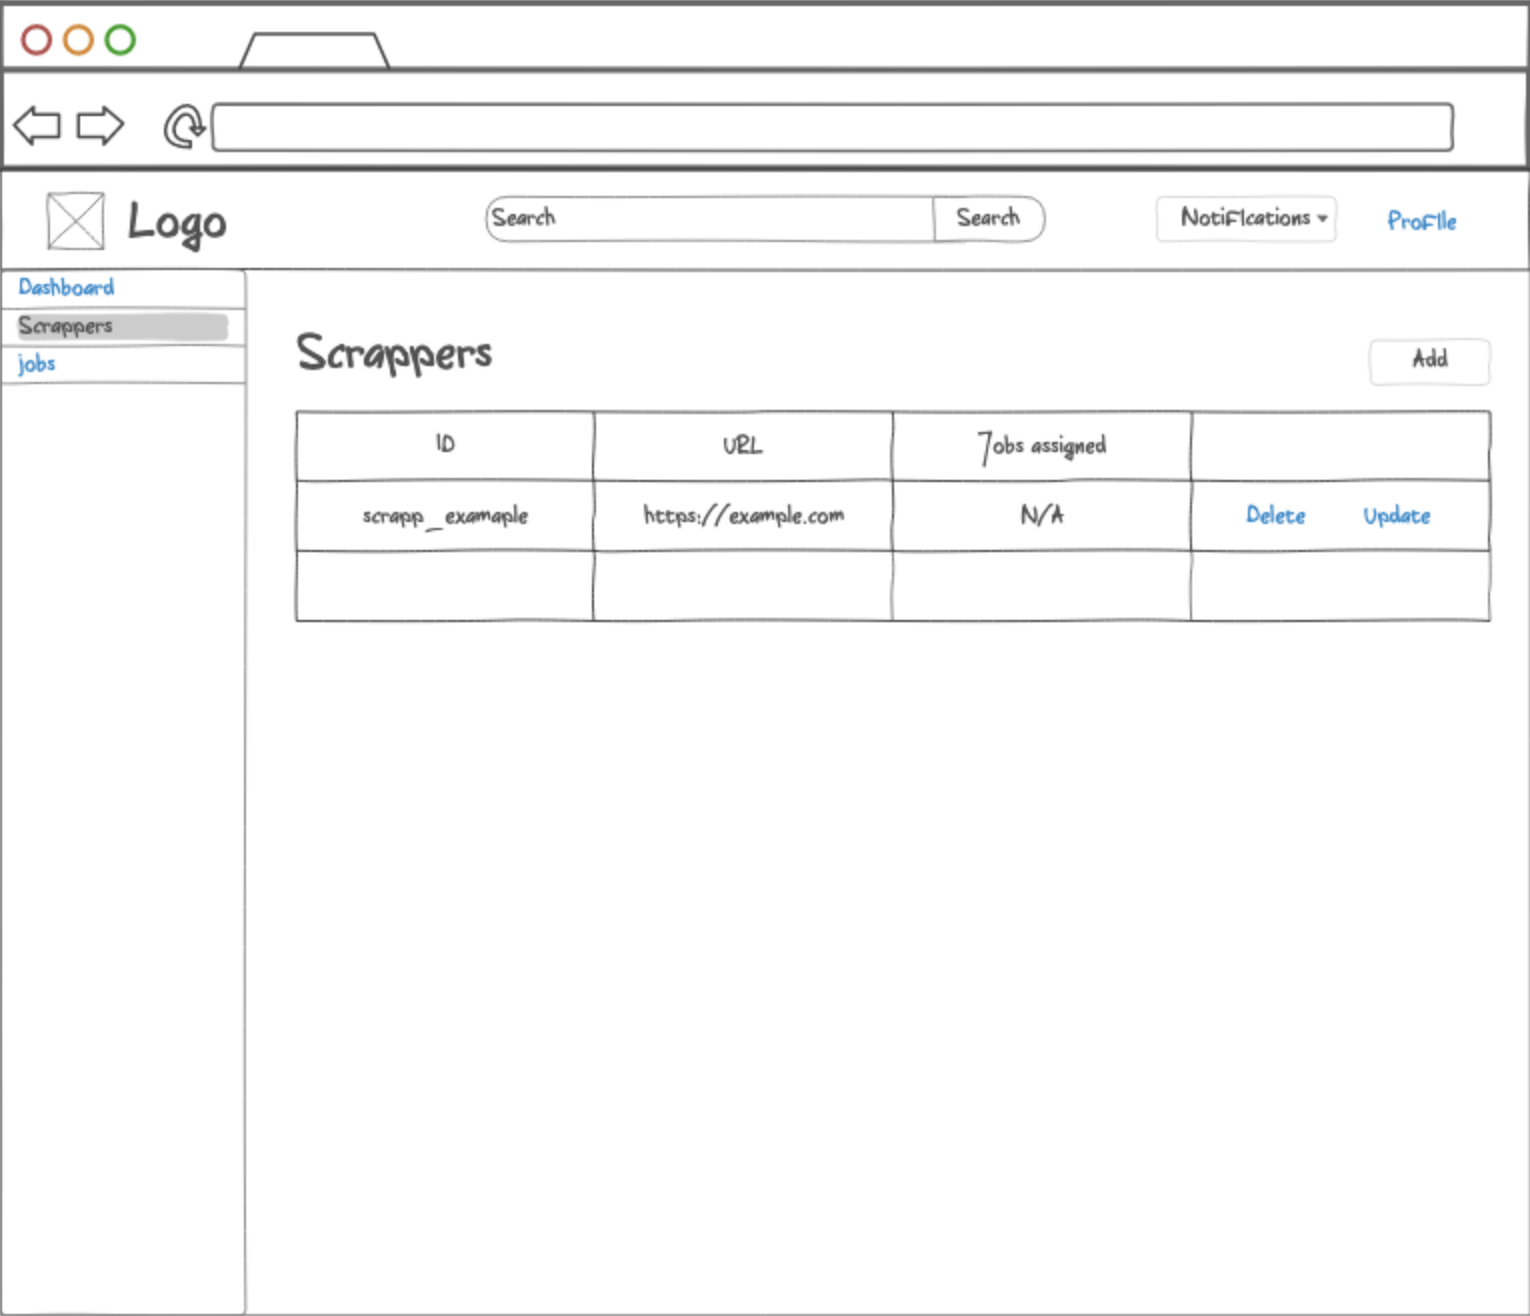 Logo
Search
Search
Notifications
Profile
Dashboard
Scrappers
jobs
Scrappers
Add
ID
URL
Jobs assigned
scrapp_examaple
https://example.com
N/A
Delete
Update